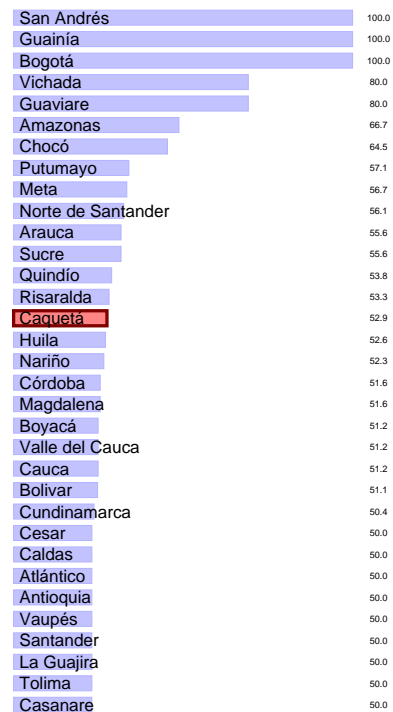 San Andrés 100.0
Guainía 100.0
Bogotá 100.0
Vichada 80.0
Guaviare 80.0
Amazonas 66.7
Chocó 64.5
Putumayo 57.1
Meta 56.7
Norte de Santander 56.1
Arauca 55.6
Sucre 55.6
Quindío 53.8
Risaralda 53.3
Caquetá 52.9
Huila 52.6
Nariño 52.3
Córdoba 51.6
Magdalena 51.6
Boyacá 51.2
Valle del Cauca 51.2
Cauca 51.2
Bolivar 51.1
Cundinamarca 50.4
Cesar 50.0
Caldas 50.0
Atlántico 50.0
Antioquia 50.0
Vaupés 50.0
Santander 50.0
La Guajira 50.0
Tolima 50.0
Casanare 50.0